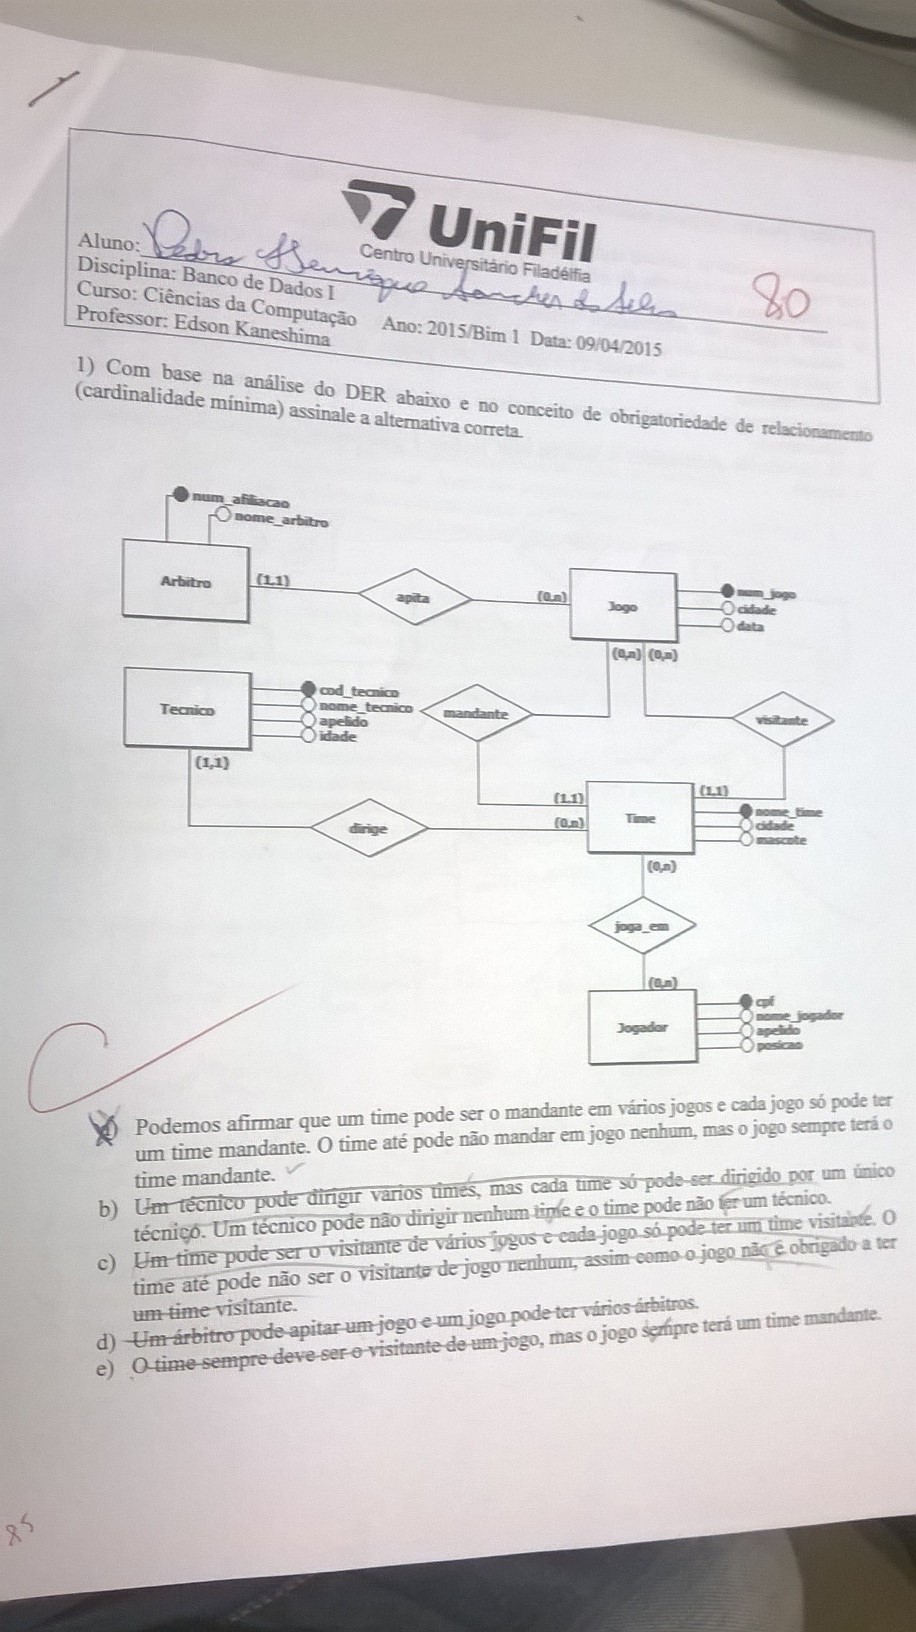 UniFil
Centro Universitário Filadélfia
Aluno: Pedro Henrique Sanches da Silva
80
Disciplina: Banco de Dados I
Curso: Ciências da Computação Ano: 2015/Bim 1 Data: 09/04/2015
Professor: Edson Kaneshima
1) Com base na análise do DER abaixo e no conceito de obrigatoriedade de relacionamento
(cardinalidade mínima) assinale a alternativa correta.
num_afiliacao
nome_arbitro
Arbitro
(1,1)
apita
(0,n)
Jogo
num_jogo
cidade
data
(0,n) (0,n)
Tecnico
cod_tecnico
nome_tecnico
apelido
idade
mandante
visitante
(1,1)
(1,1)
(1,1)
dirige
(0,n)
Time
nome_time
cidade
mascote
(0,n)
joga_em
(0,n)
Jogador
cpf
nome_jogador
apelido
posicao
Podemos afirmar que um time pode ser o mandante em vários jogos e cada jogo só pode ter
um time mandante. O time até pode não mandar em jogo nenhum, mas o jogo sempre terá o
time mandante.
b) Um técnico pode dirigir vários times, mas cada time só pode ser dirigido por um único
técnico. Um técnico pode não dirigir nenhum time e o time pode não ter um técnico.
c) Um time pode ser o visitante de vários jogos e cada jogo só pode ter um time visitante. O
time até pode não ser o visitante de jogo nenhum, assim como o jogo não é obrigado a ter
um time visitante.
d) Um árbitro pode apitar um jogo e um jogo pode ter vários árbitros.
e) O time sempre deve ser o visitante de um jogo, mas o jogo sempre terá um time mandante.
85